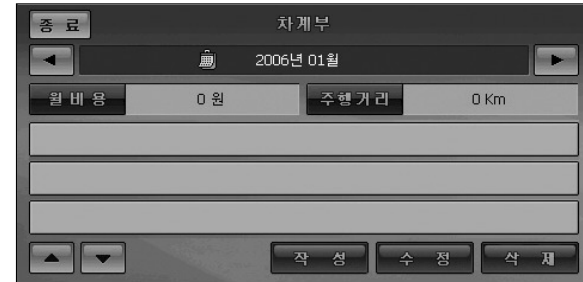 종 료 차계부
◀ 2006년 01월 ▶
월 비 용 0 원 주행거리 0 Km
▲ ▼ 작 성 수 정 삭 제